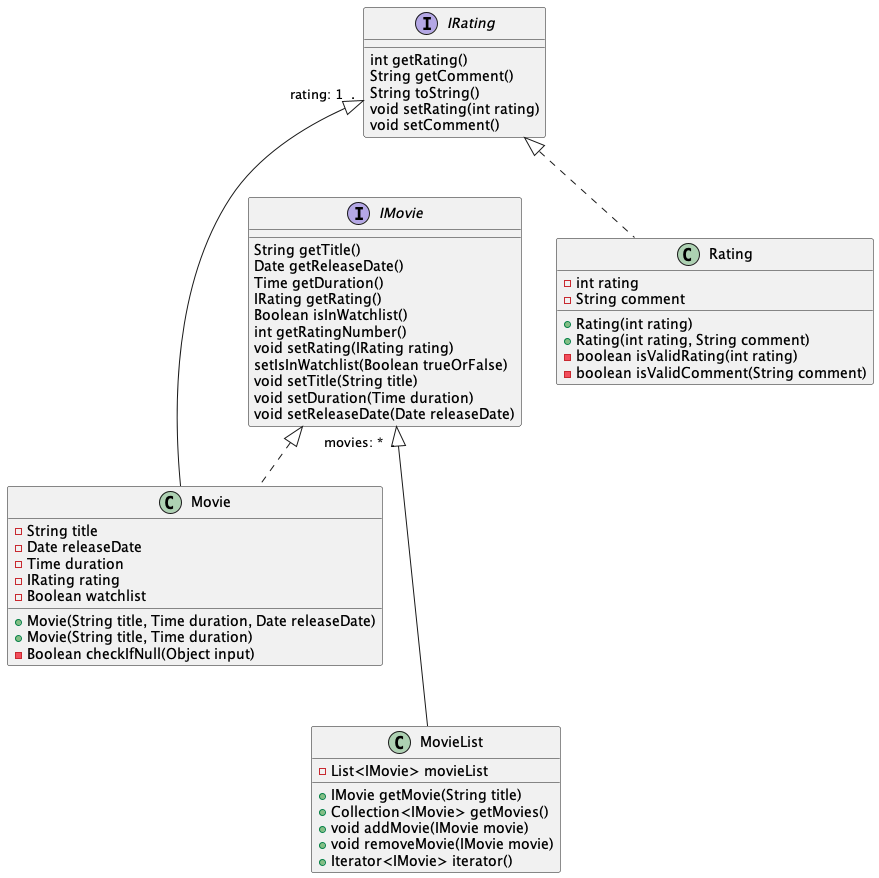 I IRating
int getRating()
String getComment()
String toString()
void setRating(int rating)
void setComment()
rating: 1 .
I IMovie
String getTitle()
Date getReleaseDate()
Time getDuration()
IRating getRating()
Boolean isInWatchlist()
int getRatingNumber()
void setRating(IRating rating)
setIsInWatchlist(Boolean trueOrFalse)
void setTitle(String title)
void setDuration(Time duration)
void setReleaseDate(Date releaseDate)
C Rating
int rating
String comment
Rating(int rating)
Rating(int rating, String comment)
boolean isValidRating(int rating)
boolean isValidComment(String comment)
movies: *
C Movie
String title
Date releaseDate
Time duration
IRating rating
Boolean watchlist
Movie(String title, Time duration, Date releaseDate)
Movie(String title, Time duration)
Boolean checkIfNull(Object input)
C MovieList
List<IMovie> movieList
IMovie getMovie(String title)
Collection<IMovie> getMovies()
void addMovie(IMovie movie)
void removeMovie(IMovie movie)
Iterator<IMovie> iterator()